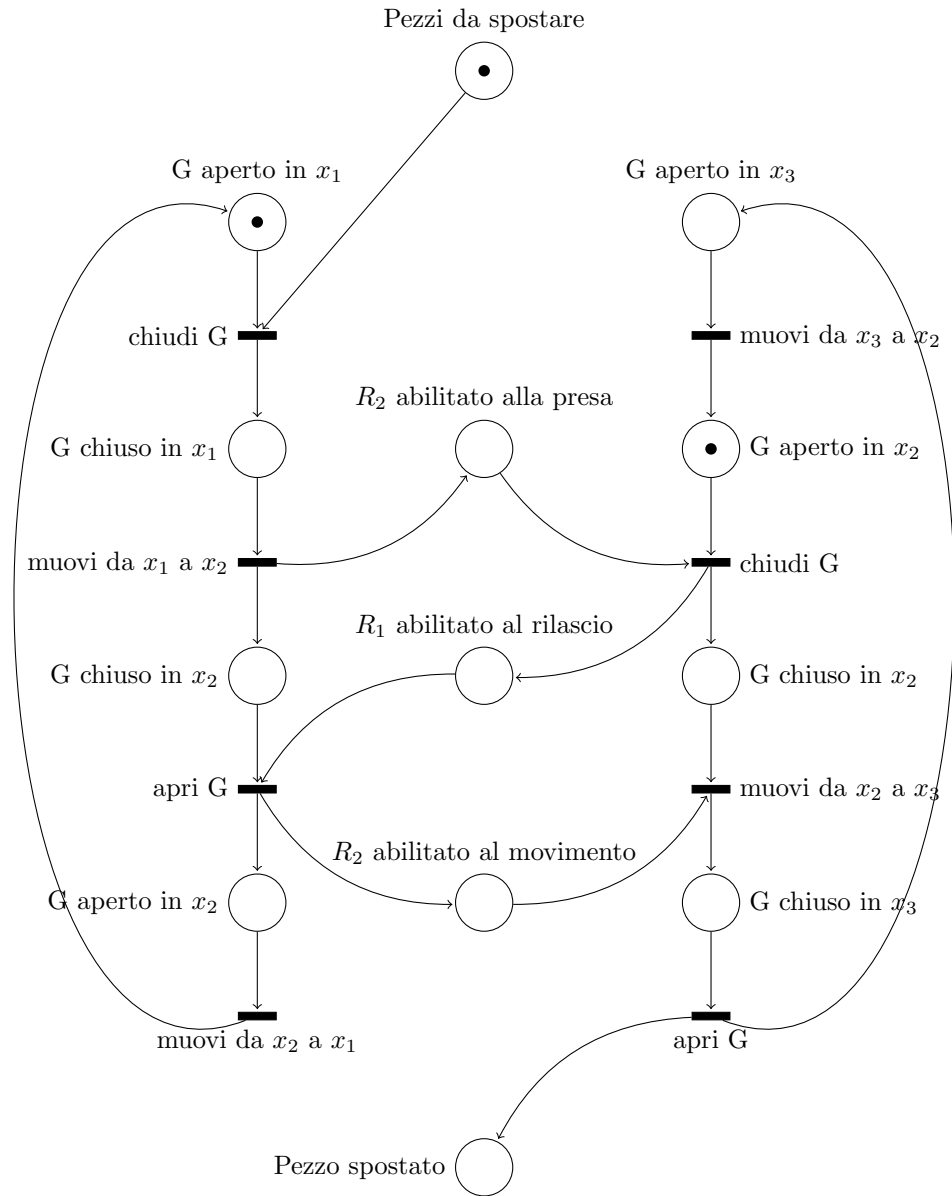 Pezzi da spostare
G aperto in x₁
G aperto in x₃
chiudi G
muovi da x₃ a x₂
R₂ abilitato alla presa
G chiuso in x₁
G aperto in x₂
muovi da x₁ a x₂
chiudi G
R₁ abilitato al rilascio
G chiuso in x₂
G chiuso in x₂
apri G
muovi da x₂ a x₃
R₂ abilitato al movimento
G aperto in x₂
G chiuso in x₃
muovi da x₂ a x₁
apri G
Pezzo spostato